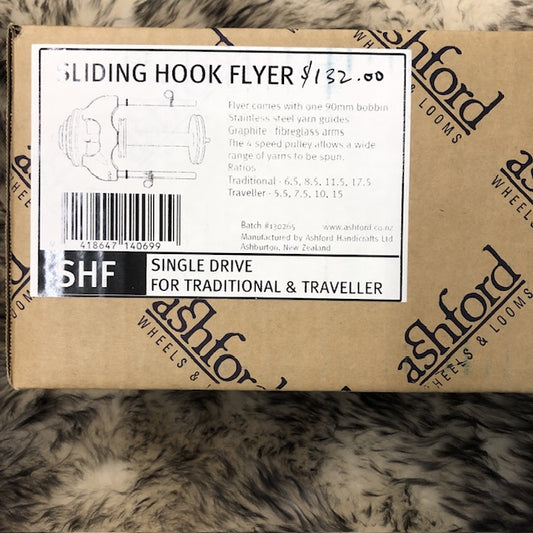 SLIDING HOOK FLYER $132.00
Flyer comes with one 90mm bobbin
Stainless steel yarn guides
Graphite - fibreglass arms
The 4 speed pulley allows a wide
range of yarns to be spun.
Ratios
Traditional - 6.5, 8.5, 11.5, 17.5
Traveller - 5.5, 7.5, 10, 15
Batch #130265 www.ashford.co.nz
Manufactured by Ashford Handicrafts Ltd
Ashburton, New Zealand
9 418647 140699
SHF
SINGLE DRIVE
FOR TRADITIONAL & TRAVELLER
ashford
WHEELS & LOOMS
ashford
WHEELS & LOOMS
ashford
WHEELS & LOOMS
ashford